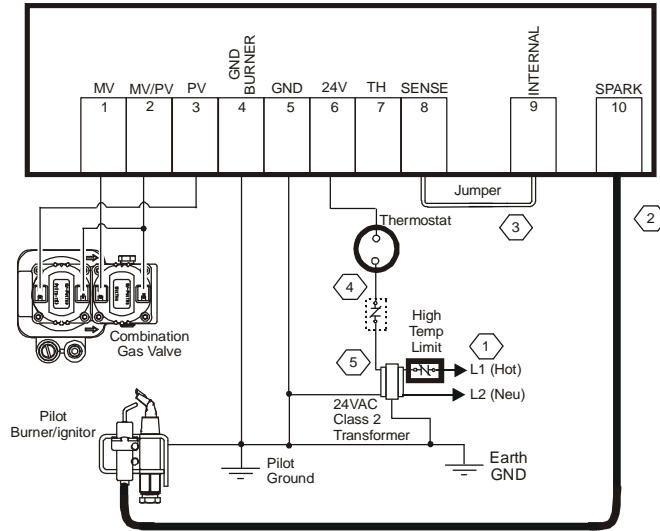 GND
BURNER
INTERNAL
MV
MV/PV
PV
GND
24V
TH
SENSE
SPARK
1
2
3
4
5
6
7
8
9
10
Jumper
Thermostat
3
2
4
High
Temp
Limit
1
Combination
Gas Valve
5
L1 (Hot)
L2 (Neu)
24VAC
Class 2
Transformer
Pilot
Burner/ignitor
Pilot
Ground
Earth
GND